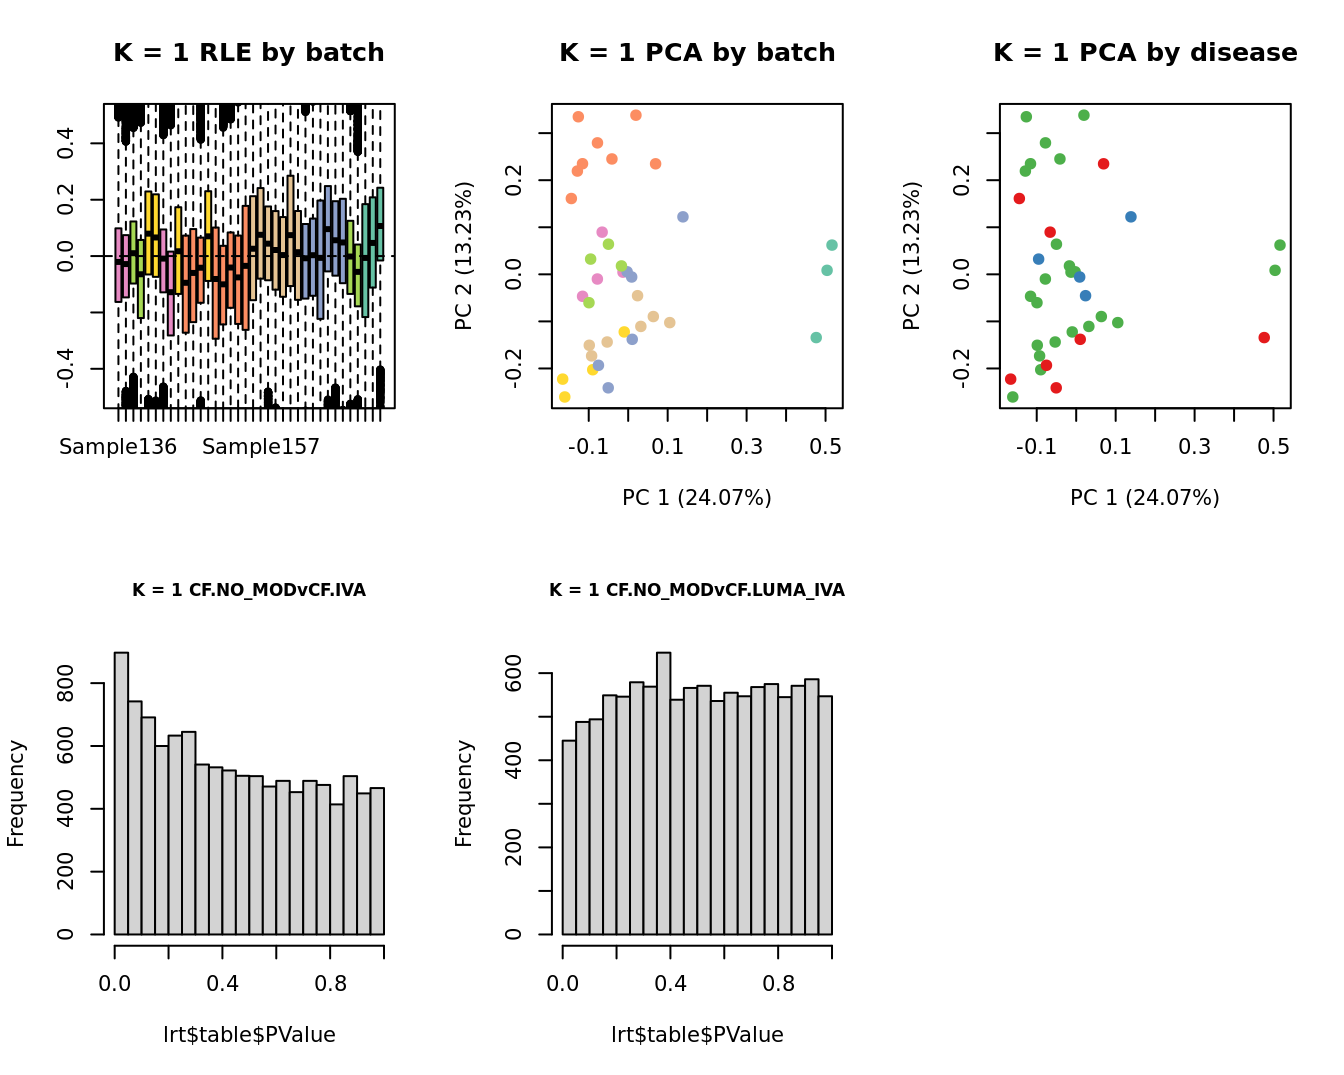 K = 1 RLE by batch
0.4
0.2
0.0
-0.4
Sample136 Sample157
K = 1 PCA by batch
PC 2 (13.23%)
0.2
0.0
-0.2
-0.1 0.1 0.3 0.5
PC 1 (24.07%)
K = 1 PCA by disease
PC 2 (13.23%)
0.2
0.0
-0.2
-0.1 0.1 0.3 0.5
PC 1 (24.07%)
K = 1 CF.NO_MODvCF.IVA
Frequency
800
600
400
200
0
0.0 0.4 0.8
lrt$table$PValue
K = 1 CF.NO_MODvCF.LUMA_IVA
Frequency
600
400
200
0
0.0 0.4 0.8
lrt$table$PValue